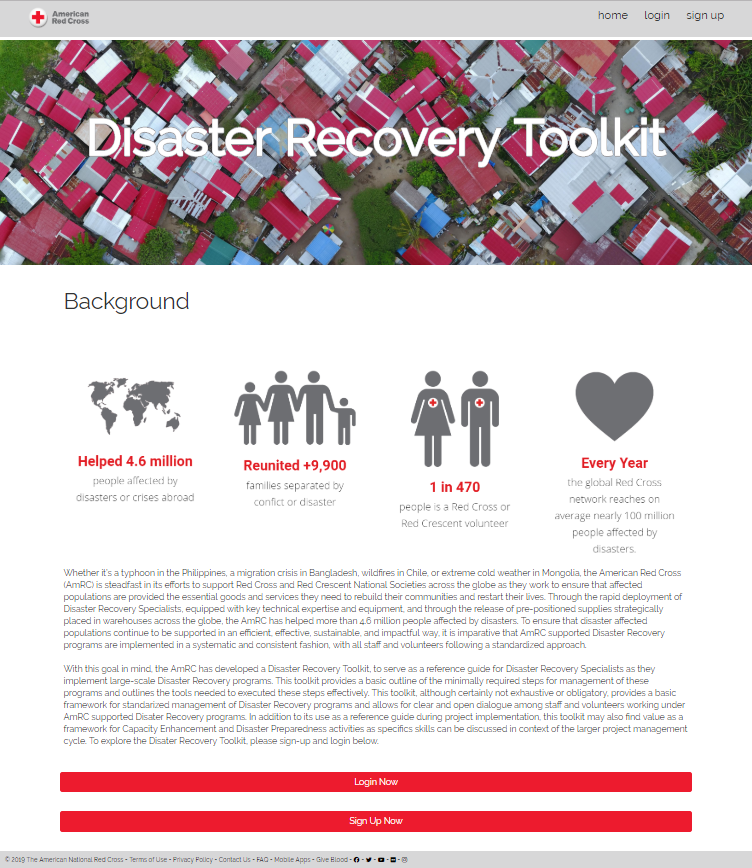 American
Red Cross
home login sign up
Disaster Recovery Toolkit
Background
Helped 4.6 million
people affected by
disasters or crises abroad
Reunited +9,900
families separated by
confict or disaster
1 in 470
people is a Red Cross or
Red Crescent volunteer
Every Year
the global Red Cross
network reaches on
average nearly 100 million
people affected by
disasters.
Whether it's a typhoon in the Philippines, a migration crisis in Bangladesh, wildfires in Chile, or extreme cold weather in Mongolia, the American Red Cross
(AmRC) is steadfast in its efforts to support Red Cross and Red Crescent National Societies across the globe as they work to ensure that affected
populations are provided the essential goods and services they need to rebuild their communities and restart their lives. Through the rapid deployment of
Disaster Recovery Specialists, equipped with key technical expertise and equipment, and through the release of pre-positioned supplies strategically
placed in warehouses across the globe, the AmRC has helped more than 4.6 million people affected by disasters. To ensure that disaster affected
populations continue to be supported in an efficient, effective, sustainable, and impactful way, it is imparative that AmRC supported Disaster Recovery
programs are implemented in a systematic and consistent fashion, with all staff and volunteers following a standardized approach.
With this goal in mind, the AmRC has developed a Disaster Recovery Toolkit, to serve as a reference guide for Disaster Recovery Specialists as they
implement large-scale Disaster Recovery programs. This toolkit provides a basic outline of the minimally required steps for management of these
programs and outlines the tools needed to executed these steps effectively. This toolkit, although certainly not exhaustive or obligatory, provides a basic
framework for standarized management of Disaster Recovery programs and allows for clear and open dialogue among staff and volunteers working under
AmRC supported Disater Recovery programs. In addition to its use as a reference guide during project implementation, this toolkit may also find value as a
framework for Capacity Enhancement and Disaster Preparedness activities as specifics skills can be discussed in context of the larger project management
cycle. To explore the Disater Recovery Toolkit, please sign-up and login below.
Login Now
Sign Up Now
© 2019 The American National Red Cross - Terms of Use - Privacy Policy - Contact Us - FAQ - Mobile Apps - Give Blood - - - - -